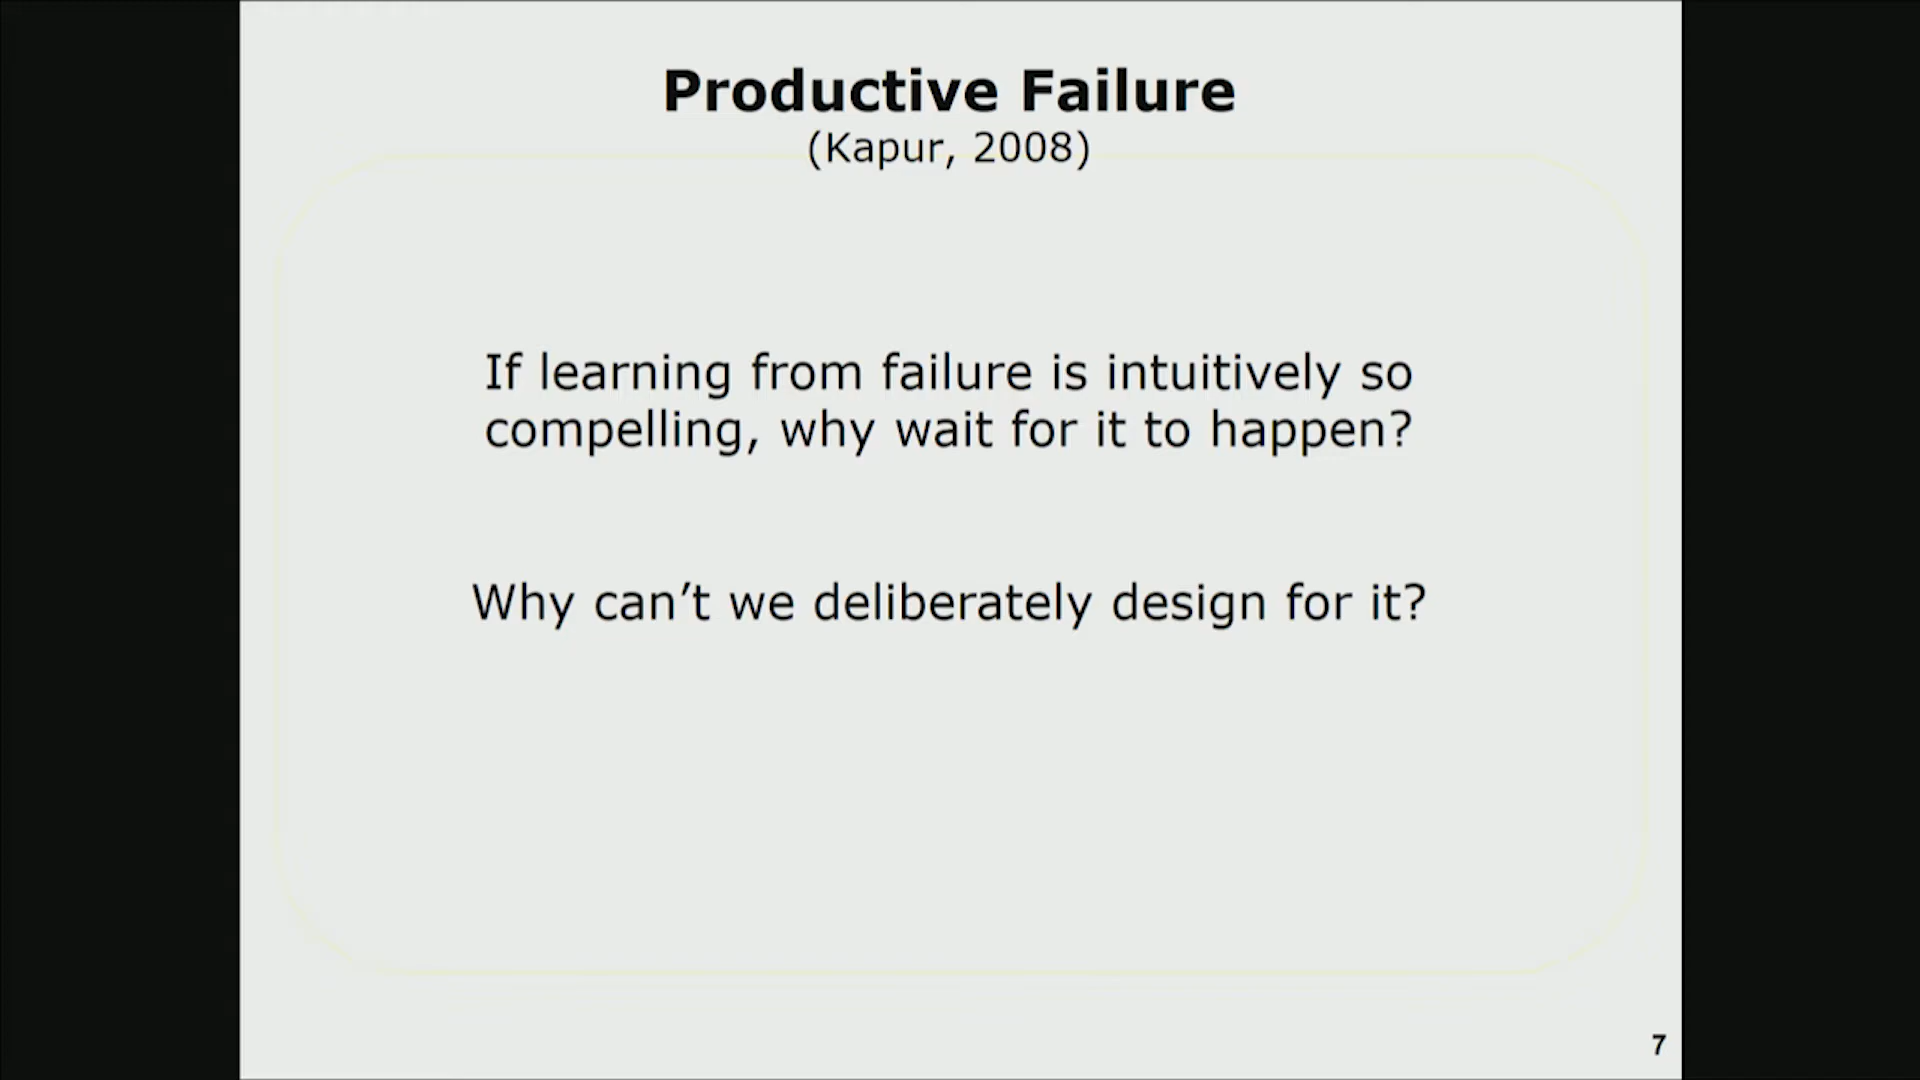 Productive Failure
(Kapur, 2008)
If learning from failure is intuitively so
compelling, why wait for it to happen?
Why can’t we deliberately design for it?
7